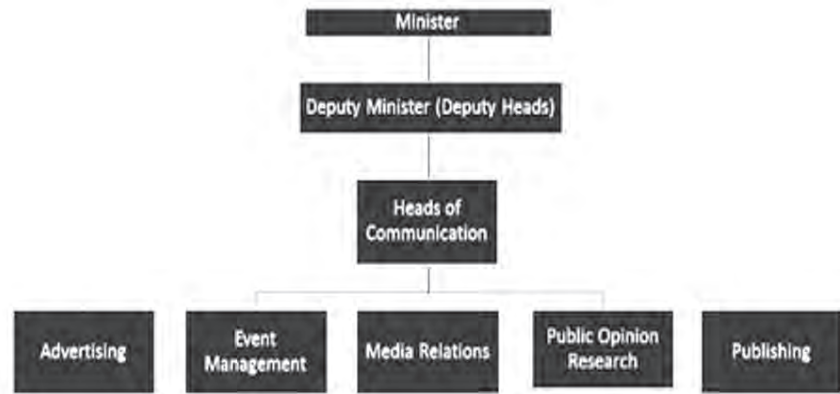 Minister
Deputy Minister (Deputy Heads)
Heads of
Communication
Advertising
Event
Management
Media Relations
Public Opinion
Research
Publishing